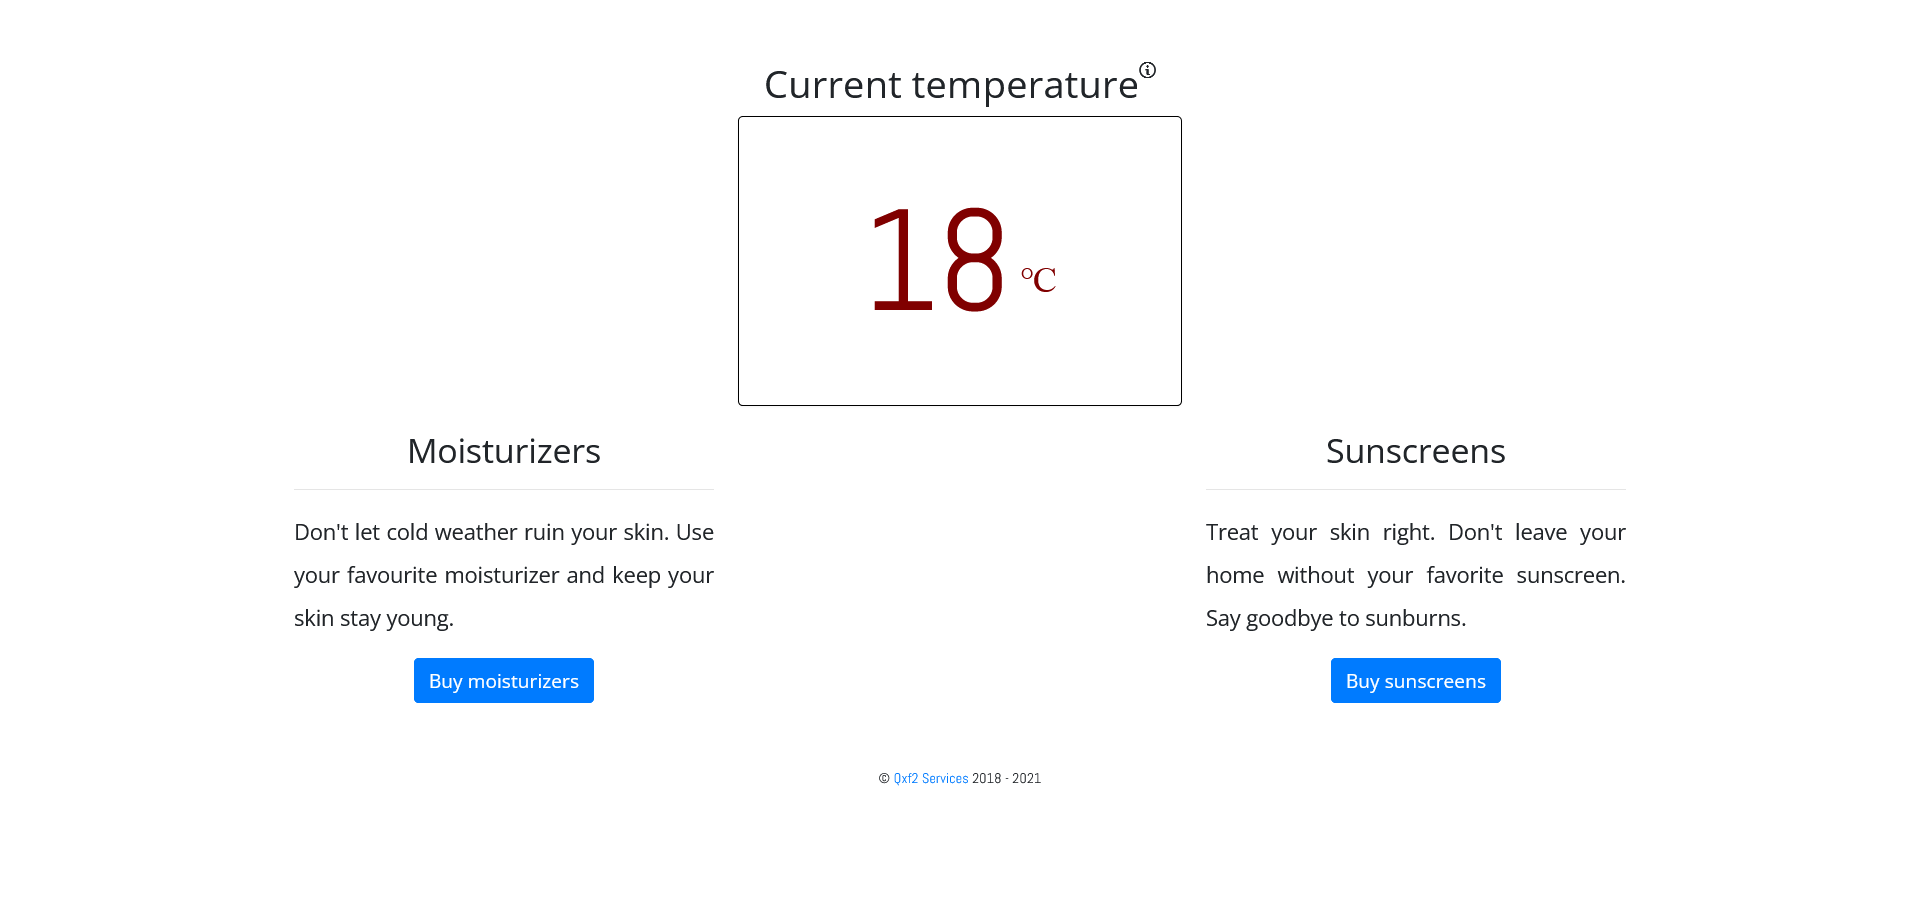 Current temperature
18 ℃
Moisturizers
Don't let cold weather ruin your skin. Use
your favourite moisturizer and keep your
skin stay young.
Buy moisturizers
Sunscreens
Treat your skin right. Don't leave your
home without your favorite sunscreen.
Say goodbye to sunburns.
Buy sunscreens
© Qxf2 Services 2018 - 2021